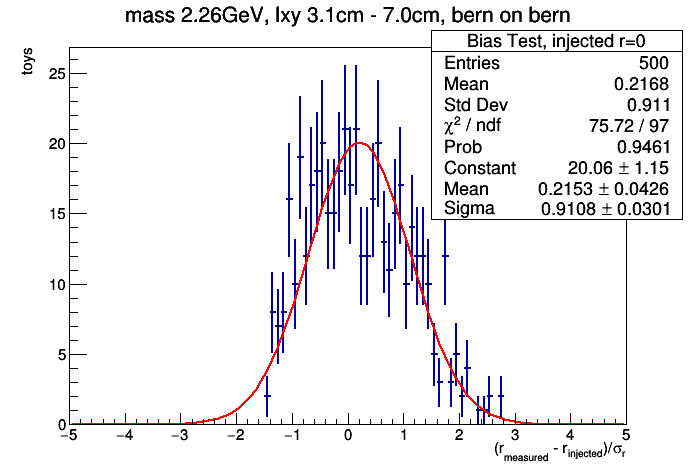 mass 2.26GeV, lxy 3.1cm - 7.0cm, bern on bern
toys
Bias Test, injected r=0
Entries 500
Mean 0.2168
Std Dev 0.911
χ² / ndf 75.72 / 97
Prob 0.9461
Constant 20.06 ± 1.15
Mean 0.2153 ± 0.0426
Sigma 0.9108 ± 0.0301
25
20
15
10
5
0
−5 −4 −3 −2 −1 0 1 2 3 4 5
(r_measured - r_injected)/σ_r